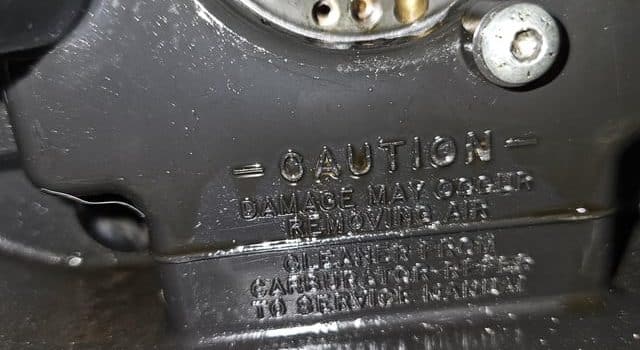 = CAUTION =
DAMAGE MAY OCCUR
REMOVING AIR
CLEANER FROM
CARBURETOR-REFER
TO SERVICE MANUAL